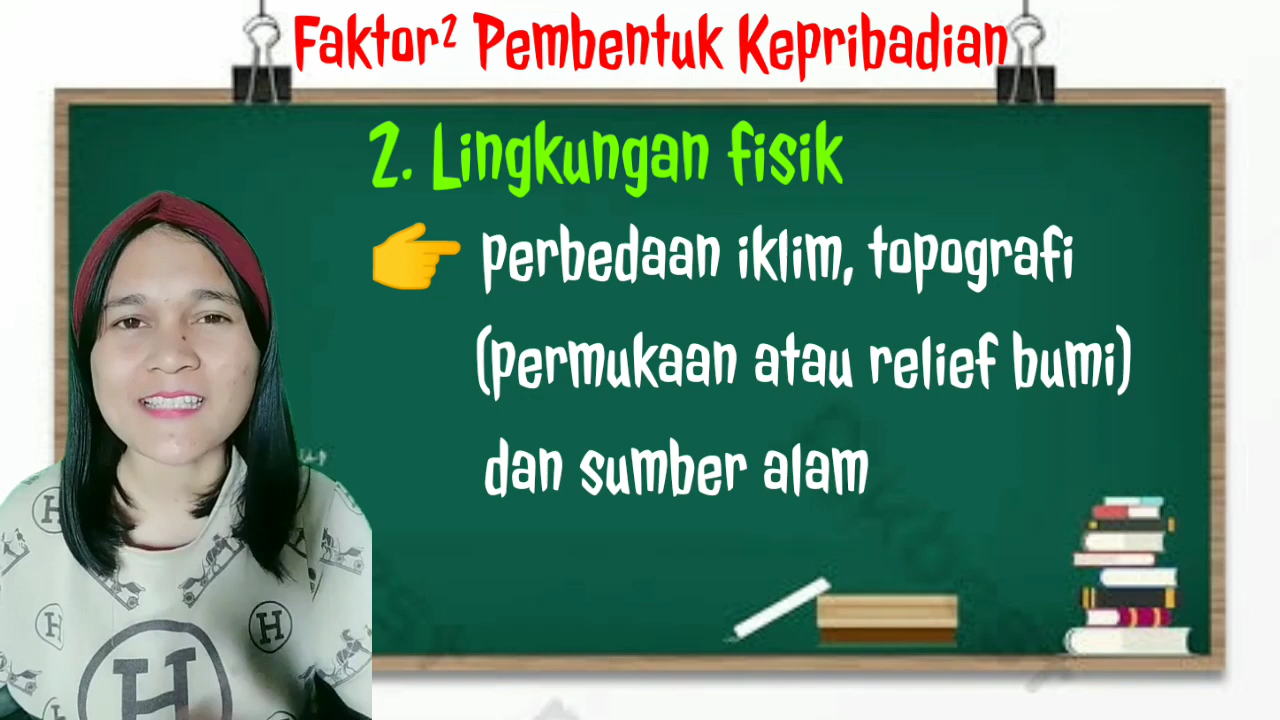 Faktor² Pembentuk Kepribadian
2. Lingkungan fisik
👉 perbedaan iklim, topografi
(permukaan atau relief bumi)
dan sumber alam
H
H
H
H